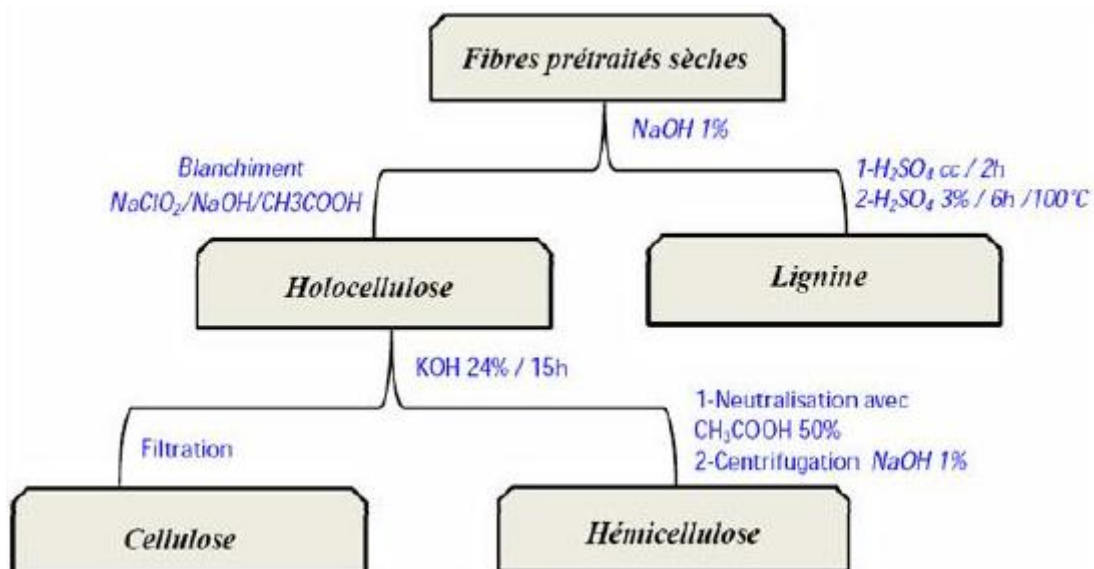 Fibres prétraités sèches
NaOH 1%
Blanchiment
NaClO₂/NaOH/CH3COOH
1-H₂SO₄ cc / 2h
2-H₂SO₄ 3% / 6h /100°C
Holocellulose
Lignine
KOH 24% / 15h
Filtration
1-Neutralisation avec
CH₃COOH 50%
2-Centrifugation NaOH 1%
Cellulose
Hémicellulose